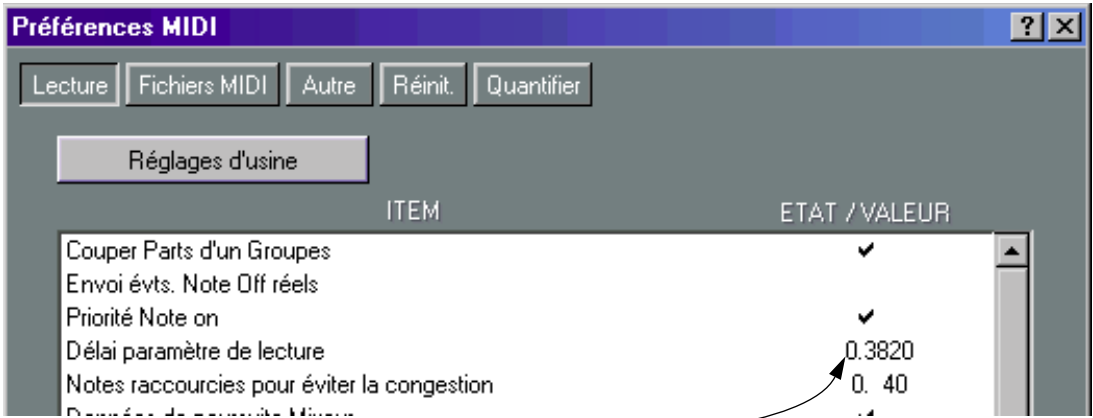 Préférences MIDI
Lecture Fichiers MIDI Autre Réinit. Quantifier
Réglages d'usine
ITEM ETAT / VALEUR
Couper Parts d'un Groupes ✔
Envoi évts. Note Off réels
Priorité Note on ✔
Délai paramètre de lecture 0.3820
Notes raccourcies pour éviter la congestion 0. 40